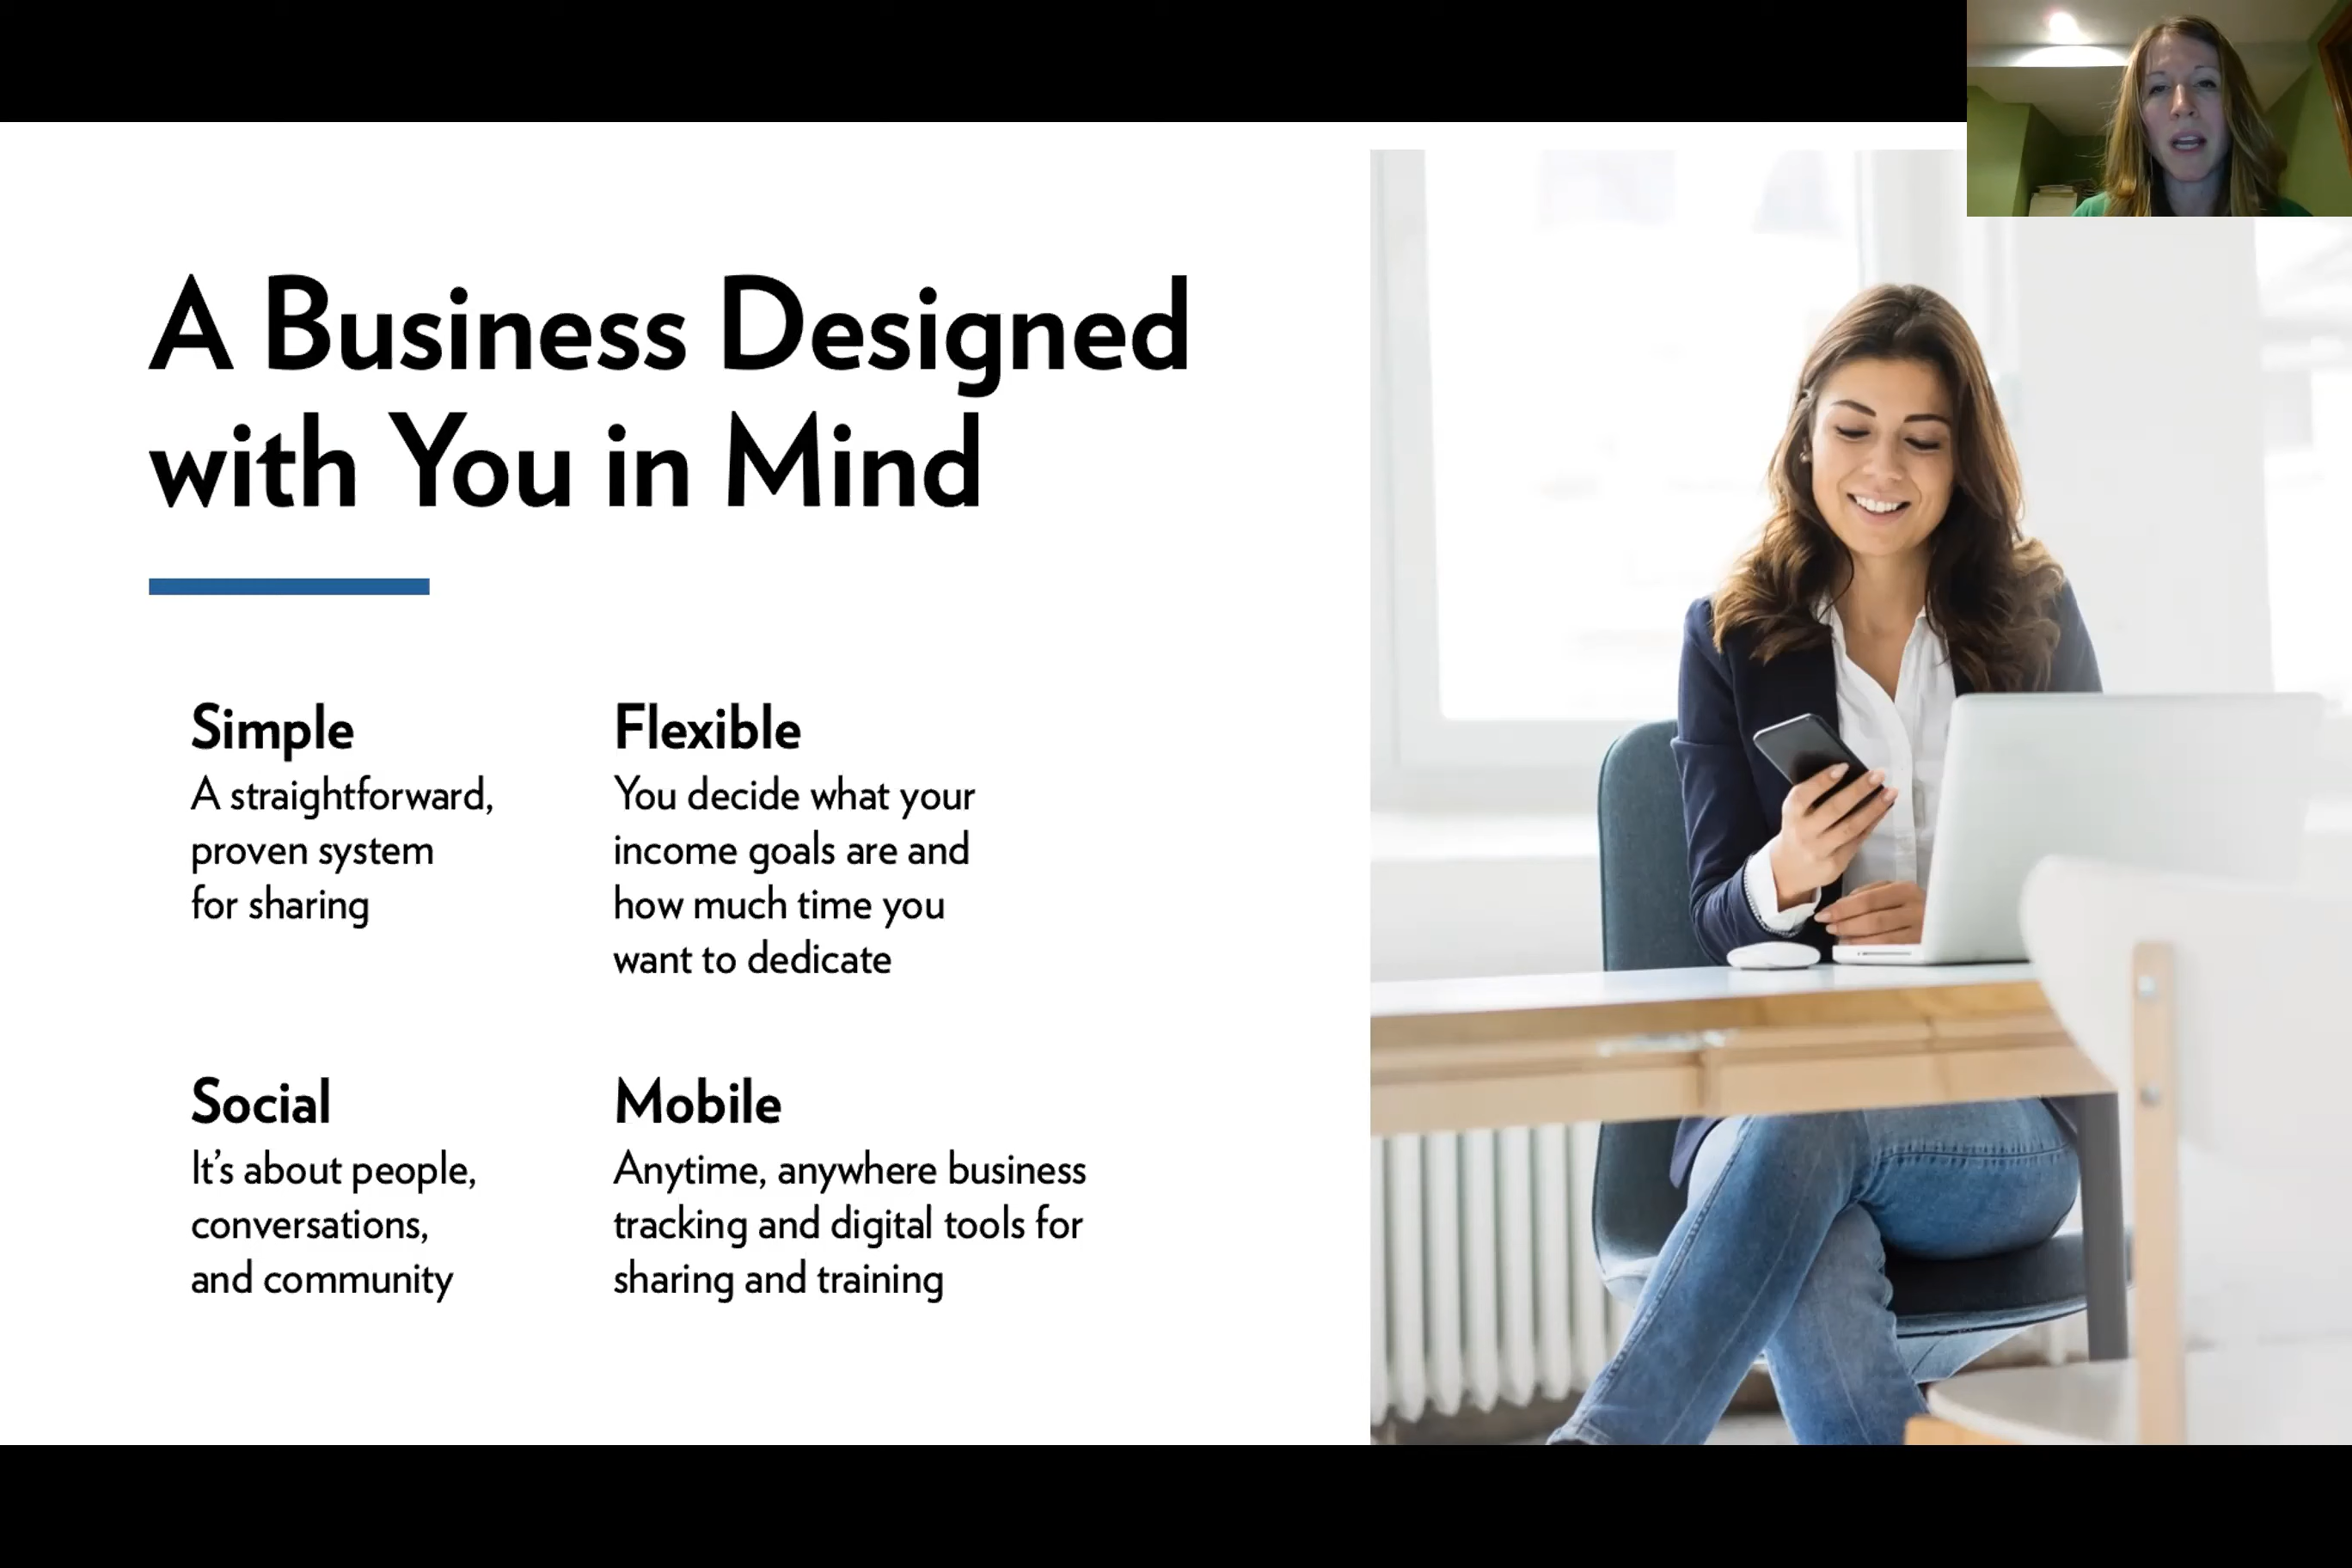 A Business Designed
with You in Mind
Simple
A straightforward,
proven system
for sharing
Flexible
You decide what your
income goals are and
how much time you
want to dedicate
Social
It's about people,
conversations,
and community
Mobile
Anytime, anywhere business
tracking and digital tools for
sharing and training